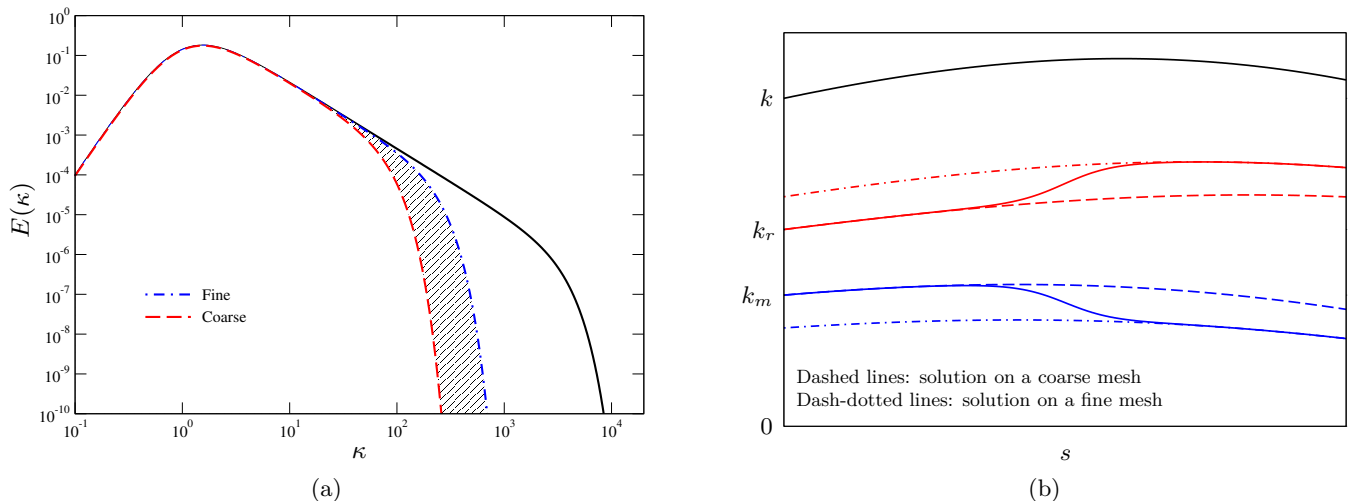 10^0
10^-1
10^-2
10^-3
10^-4
10^-5
10^-6
10^-7
10^-8
10^-9
10^-10
E(κ)
Fine
Coarse
10^-1 10^0 10^1 10^2 10^3 10^4
κ
(a)
k
k_r
k_m
Dashed lines: solution on a coarse mesh
Dash-dotted lines: solution on a fine mesh
0
s
(b)